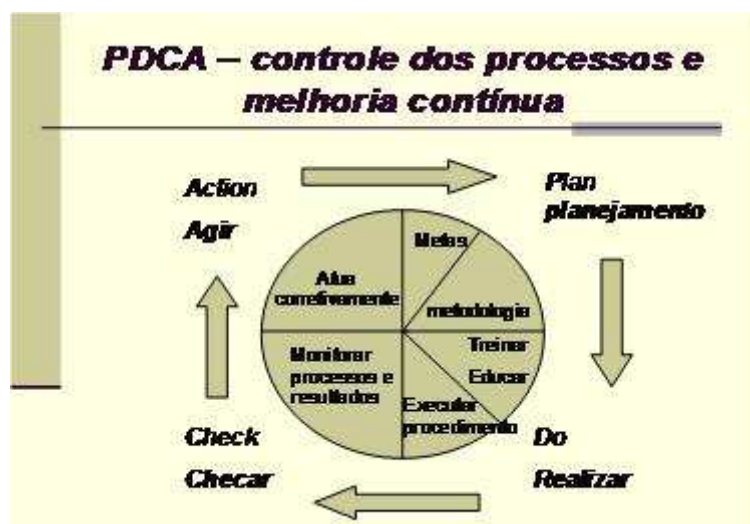 PDCA – controle dos processos e
melhoria contínua
Action
Agir
Plan
planejamento
Metas
metodologia
Atua
corretivamente
Treinar
Educar
Monitorar
processos e
resultados
Executar
procedimento
Check
Checar
Do
Realizar